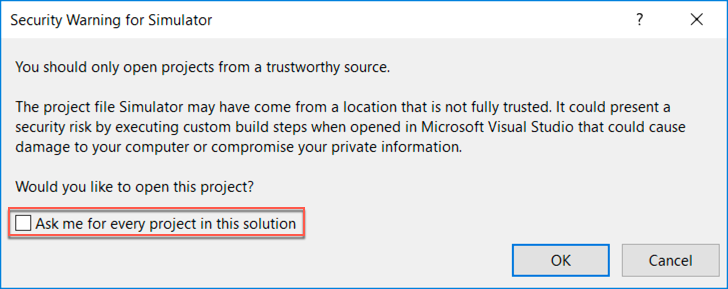 Security Warning for Simulator
You should only open projects from a trustworthy source.
The project file Simulator may have come from a location that is not fully trusted. It could present a
security risk by executing custom build steps when opened in Microsoft Visual Studio that could cause
damage to your computer or compromise your private information.
Would you like to open this project?
Ask me for every project in this solution
OK Cancel